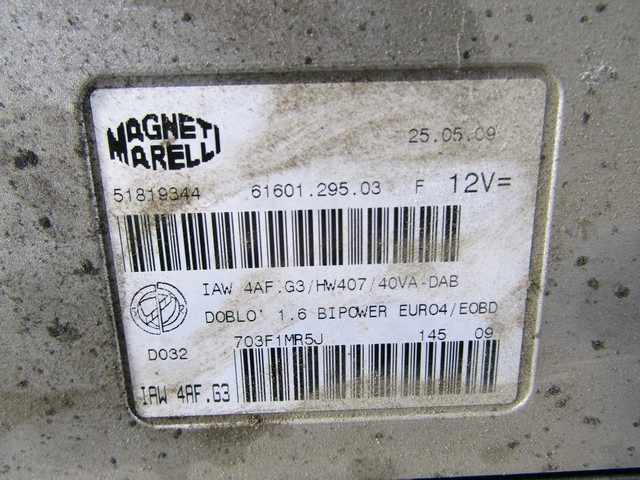 MAGNETI
MARELLI
25.05.09
51819344 61601.295.03 F 12V=
IAW 4AF.G3/HW407/40VA-DAB
DOBLO' 1.6 BIPOWER EURO4/EOBD
703F1MR5J 145 09
D032
IAW 4AF.G3